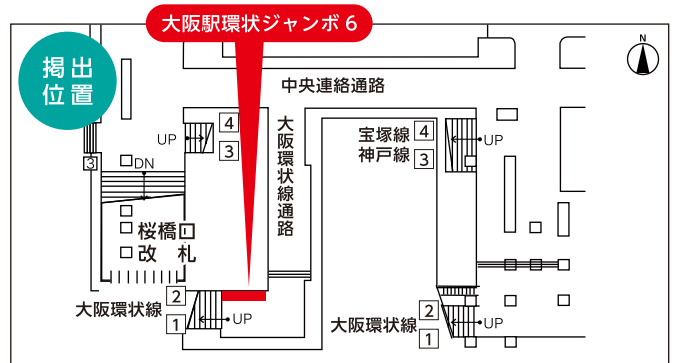 大阪駅環状ジャンボ6
掲出
位置
N
中央連絡通路
UP
4
3
大阪環状線通路
宝塚線
神戸線
4
3
UP
3
DN
桜橋口
改 札
大阪環状線
2
1
UP
大阪環状線
2
1
UP